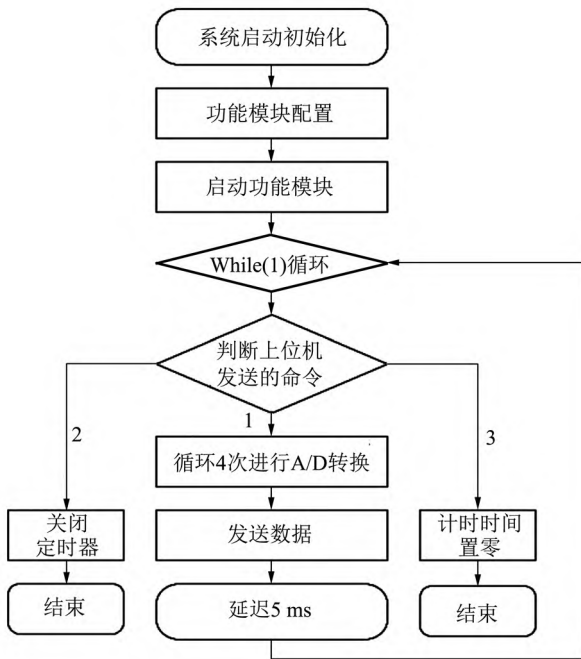 系统启动初始化
功能模块配置
启动功能模块
While(1)循环
判断上位机
发送的命令
2
1
3
循环4次进行A/D转换
关闭
定时器
发送数据
计时时间
置零
结束
延迟5 ms
结束